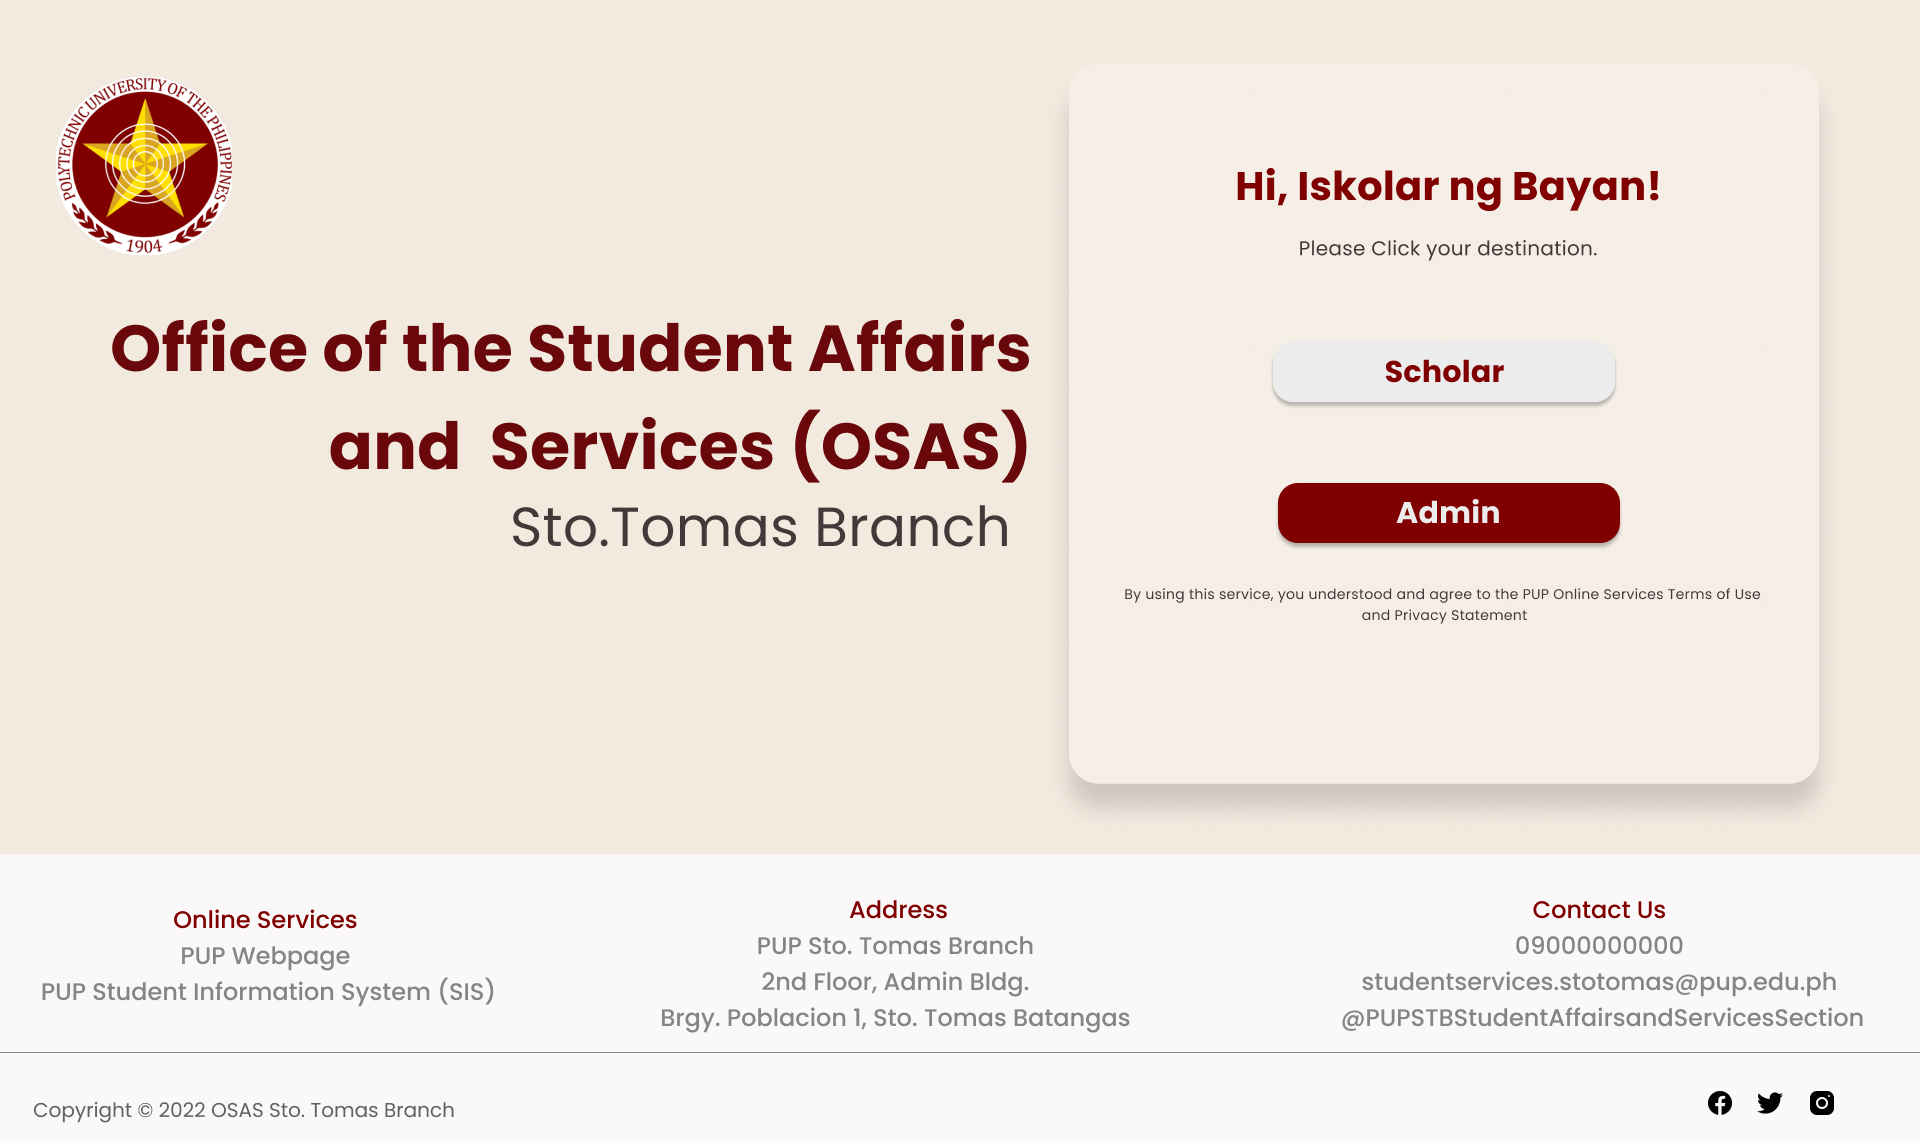 POLYTECHNIC UNIVERSITY OF THE PHILIPPINES
1904
Office of the Student Affairs
and Services (OSAS)
Sto.Tomas Branch
Hi, Iskolar ng Bayan!
Please Click your destination.
Scholar
Admin
By using this service, you understood and agree to the PUP Online Services Terms of Use
and Privacy Statement
Online Services
PUP Webpage
PUP Student Information System (SIS)
Address
PUP Sto. Tomas Branch
2nd Floor, Admin Bldg.
Brgy. Poblacion 1, Sto. Tomas Batangas
Contact Us
09000000000
studentservices.stotomas@pup.edu.ph
@PUPSTBStudentAffairsandServicesSection
Copyright © 2022 OSAS Sto. Tomas Branch